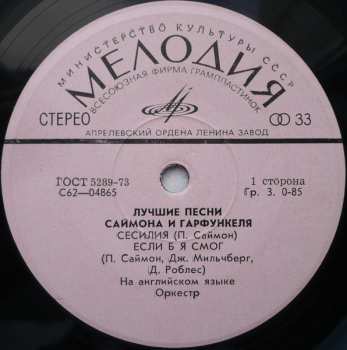 МИНИСТЕРСТВО КУЛЬТУРЫ СССР
МЕЛОДИЯ
ВСЕСОЮЗНАЯ ФИРМА ГРАМПЛАСТИНОК
СТЕРЕО
33
АПРЕЛЕВСКИЙ ОРДЕНА ЛЕНИНА ЗАВОД
ГОСТ 5289-73
1 сторона
С62—04865
Гр. 3. 0-85
ЛУЧШИЕ ПЕСНИ
САЙМОНА И ГАРФУНКЕЛЯ
СЕСИЛИЯ (П. Саймон)
ЕСЛИ Б Я СМОГ
(П. Саймон, Дж. Мильчберг,
Д. Роблес)
На английском языке
Оркестр